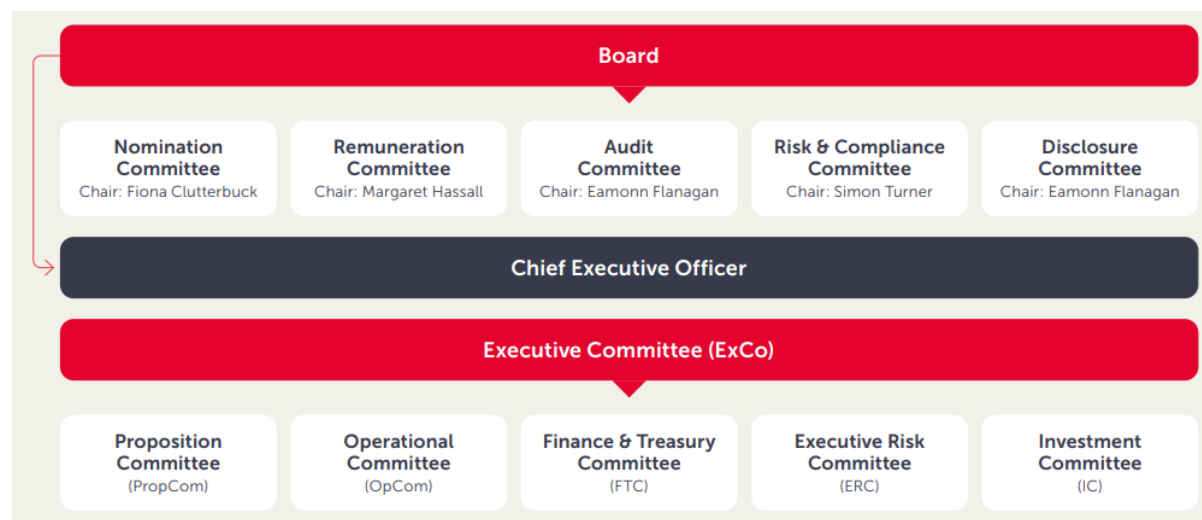 Board
Nomination
Committee
Chair: Fiona Clutterbuck
Remuneration
Committee
Chair: Margaret Hassall
Audit
Committee
Chair: Eamonn Flanagan
Risk & Compliance
Committee
Chair: Simon Turner
Disclosure
Committee
Chair: Eamonn Flanagan
Chief Executive Officer
Executive Committee (ExCo)
Proposition
Committee
(PropCom)
Operational
Committee
(OpCom)
Finance & Treasury
Committee
(FTC)
Executive Risk
Committee
(ERC)
Investment
Committee
(IC)